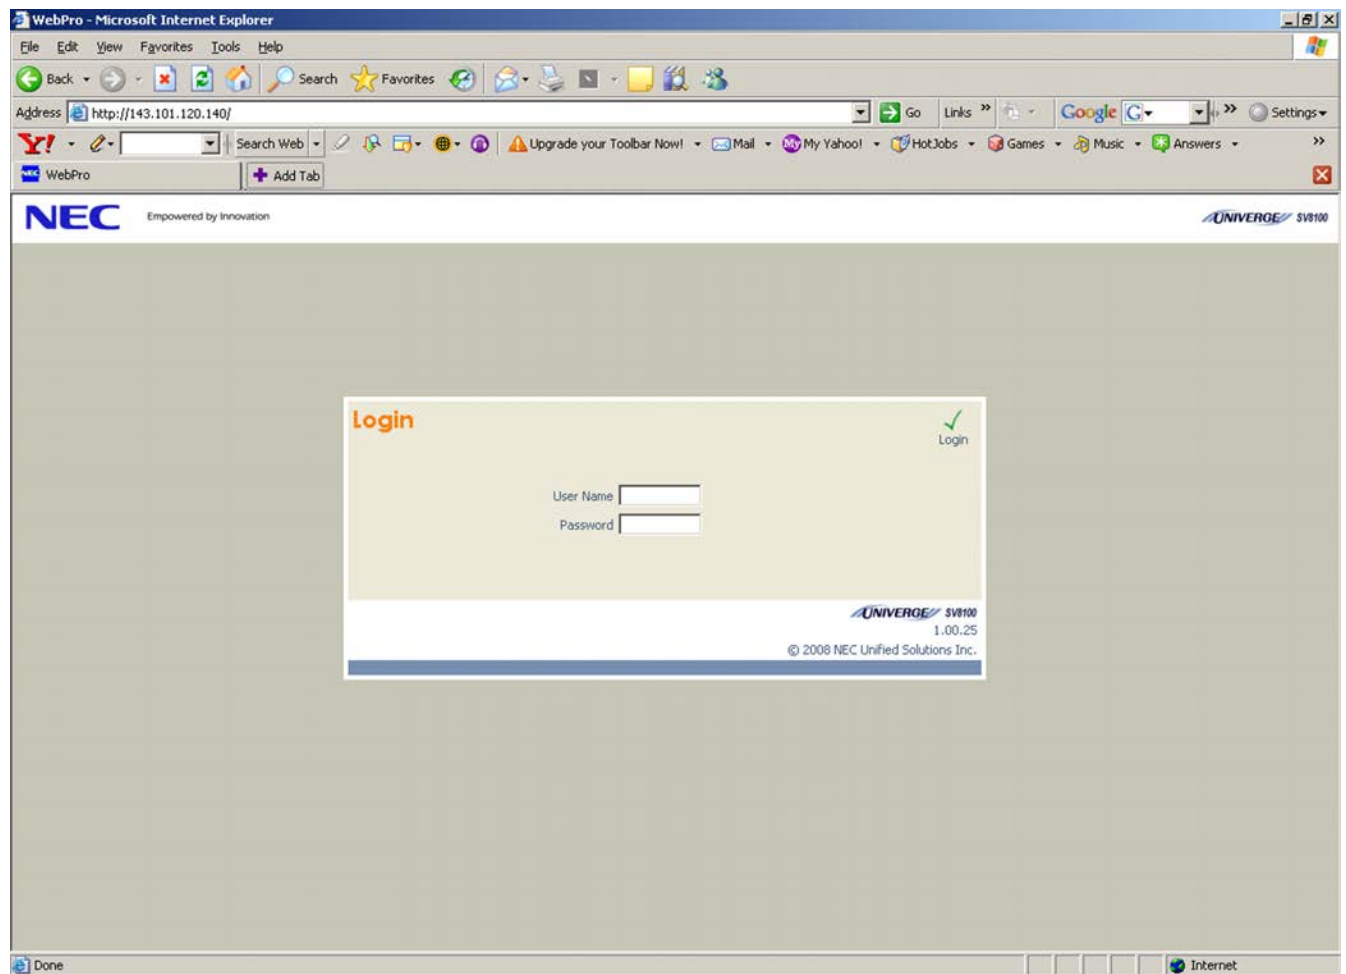 WebPro - Microsoft Internet Explorer
File Edit View Favorites Tools Help
Back Search Favorites
Address http://143.101.120.140/ Go Links » Google G Settings
Y! Search Web Upgrade your Toolbar Now! Mail My Yahoo! HotJobs Games Music Answers »
NEC WebPro Add Tab
NEC Empowered by Innovation UNIVERGE SV8100
Login
Login
User Name
Password
UNIVERGE SV8100
1.00.25
© 2008 NEC Unified Solutions Inc.
Done Internet